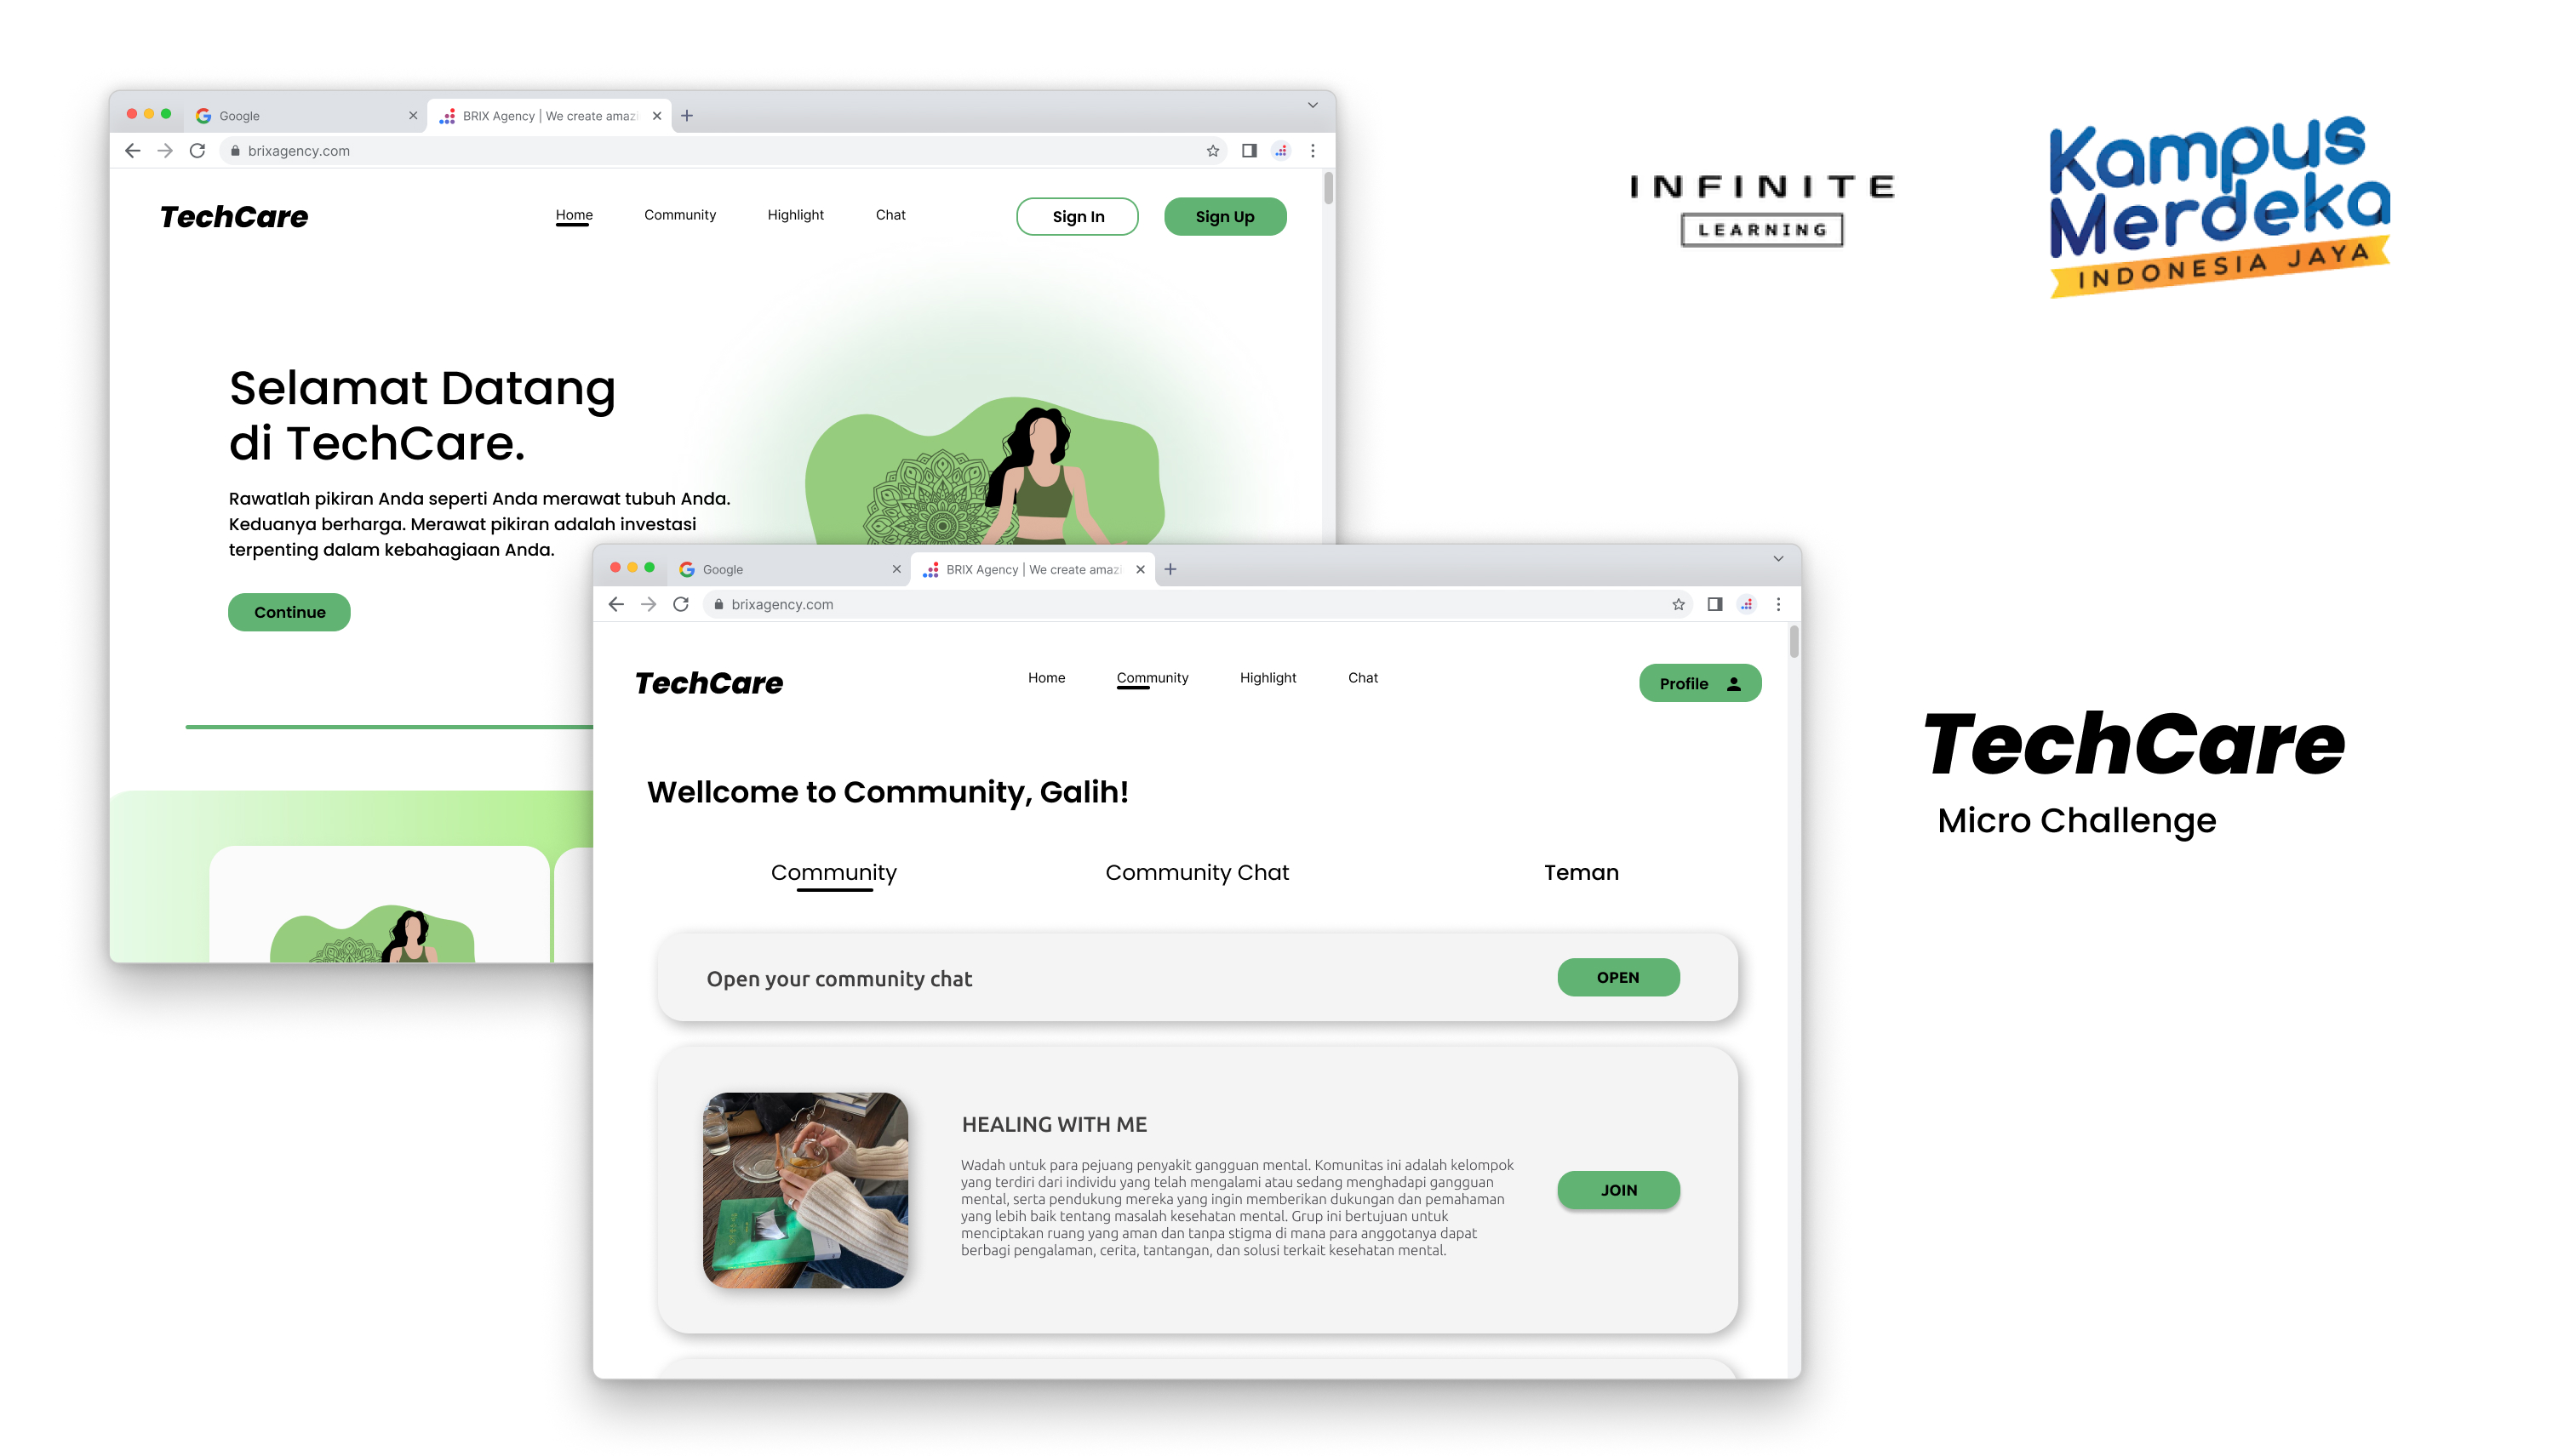 Google
BRIX Agency | We create amazi
brixagency.com
TechCare
Home
Community
Highlight
Chat
Sign In
Sign Up
Selamat Datang
di TechCare.
Rawatlah pikiran Anda seperti Anda merawat tubuh Anda.
Keduanya berharga. Merawat pikiran adalah investasi
terpenting dalam kebahagiaan Anda.
Continue
Google
BRIX Agency | We create amazi
brixagency.com
TechCare
Home
Community
Highlight
Chat
Profile
Wellcome to Community, Galih!
Community
Community Chat
Teman
Open your community chat
OPEN
HEALING WITH ME
Wadah untuk para pejuang penyakit gangguan mental. Komunitas ini adalah kelompok
yang terdiri dari individu yang telah mengalami atau sedang menghadapi gangguan
mental, serta pendukung mereka yang ingin memberikan dukungan dan pemahaman
yang lebih baik tentang masalah kesehatan mental. Grup ini bertujuan untuk
menciptakan ruang yang aman dan tanpa stigma di mana para anggotanya dapat
berbagi pengalaman, cerita, tantangan, dan solusi terkait kesehatan mental.
JOIN
INFINITE
LEARNING
Kampus
Merdeka
INDONESIA JAYA
TechCare
Micro Challenge